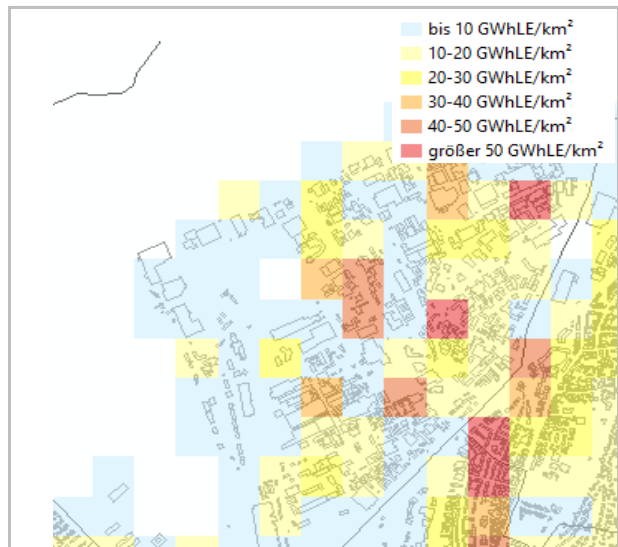 bis 10 GWhLE/km²
10-20 GWhLE/km²
20-30 GWhLE/km²
30-40 GWhLE/km²
40-50 GWhLE/km²
größer 50 GWhLE/km²